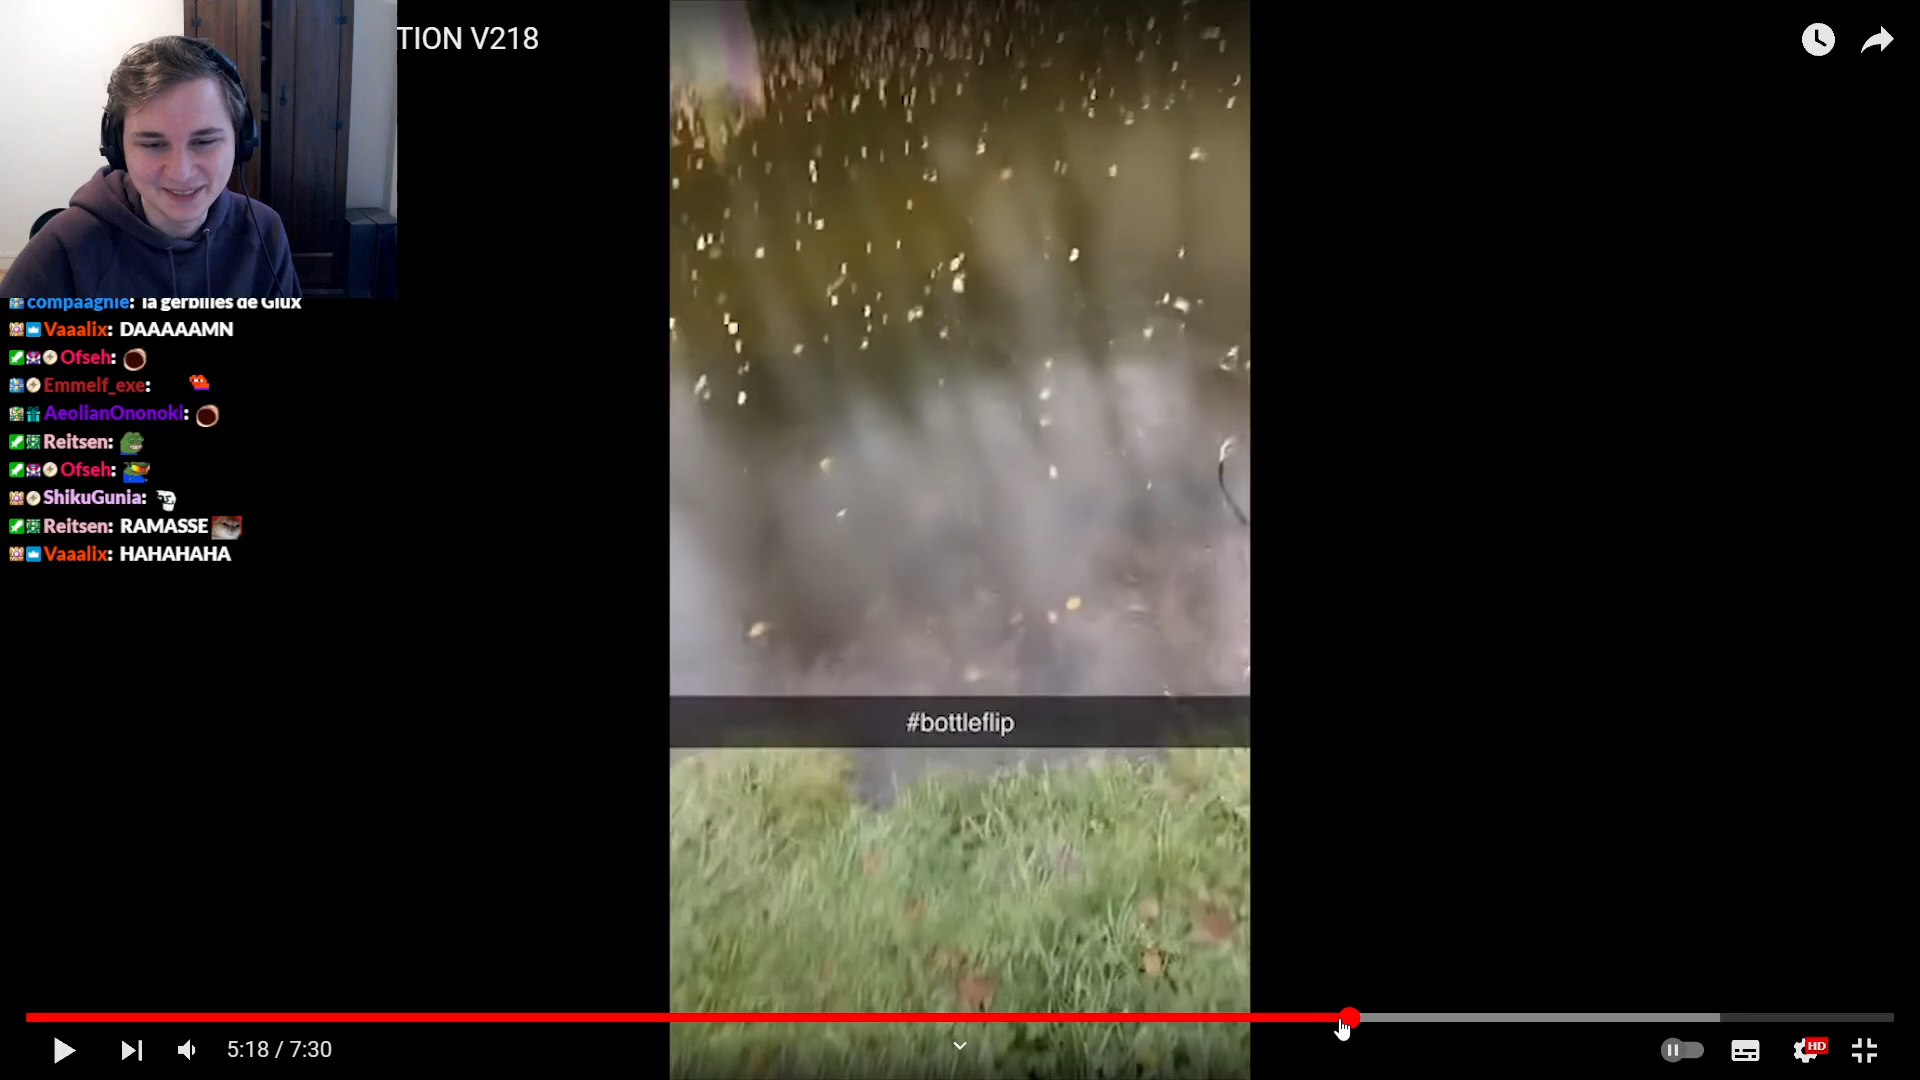 TION V218
compaagnie: la gerbilles de Glux
Vaaalix: DAAAAAMN
Ofseh:
Emmelf_exe:
AeolianOnonoki:
Reitsen:
Ofseh:
ShikuGunia:
Reitsen: RAMASSE
Vaaalix: HAHAHAHA
#bottleflip
5:18 / 7:30
HD